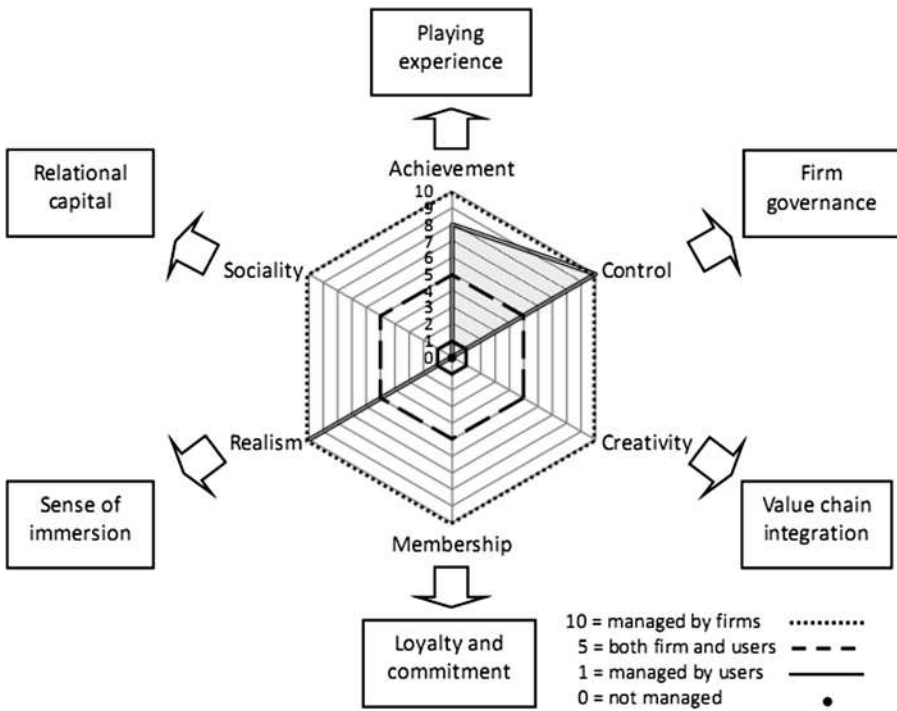 Playing
experience
Relational
capital
Firm
governance
Achievement
10
9
8
7
6
5
4
3
2
1
0
Sociality
Control
Realism
Creativity
Membership
Sense of
immersion
Value chain
integration
Loyalty and
commitment
10 = managed by firms
5 = both firm and users
1 = managed by users
0 = not managed